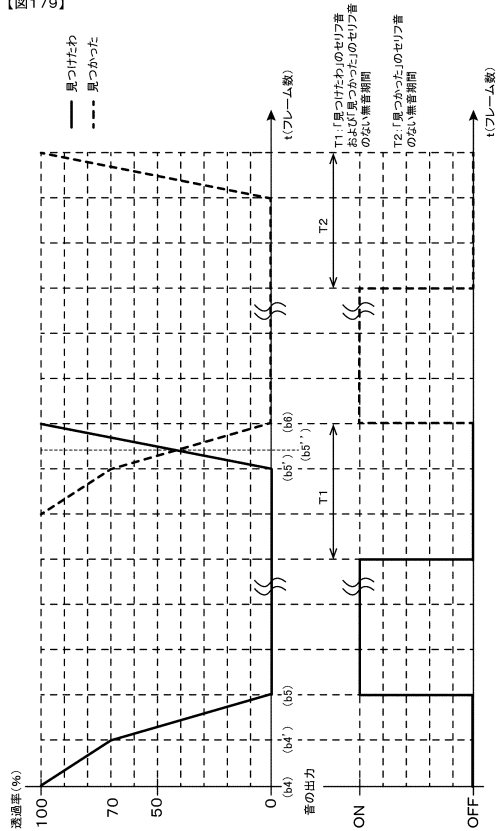 【図179】
透過率(%)
100
70
50
0
見つけたわ
見つかった
(b4)
(b4')
(b5)
(b5')
(b5'')
(b6)
t(フレーム数)
音の出力
ON
OFF
T1
T2
T1:「見つけたわ」のセリフ音
および「見つかった」のセリフ音
のない無音期間
T2:「見つかった」のセリフ音
のない無音期間
t(フレーム数)